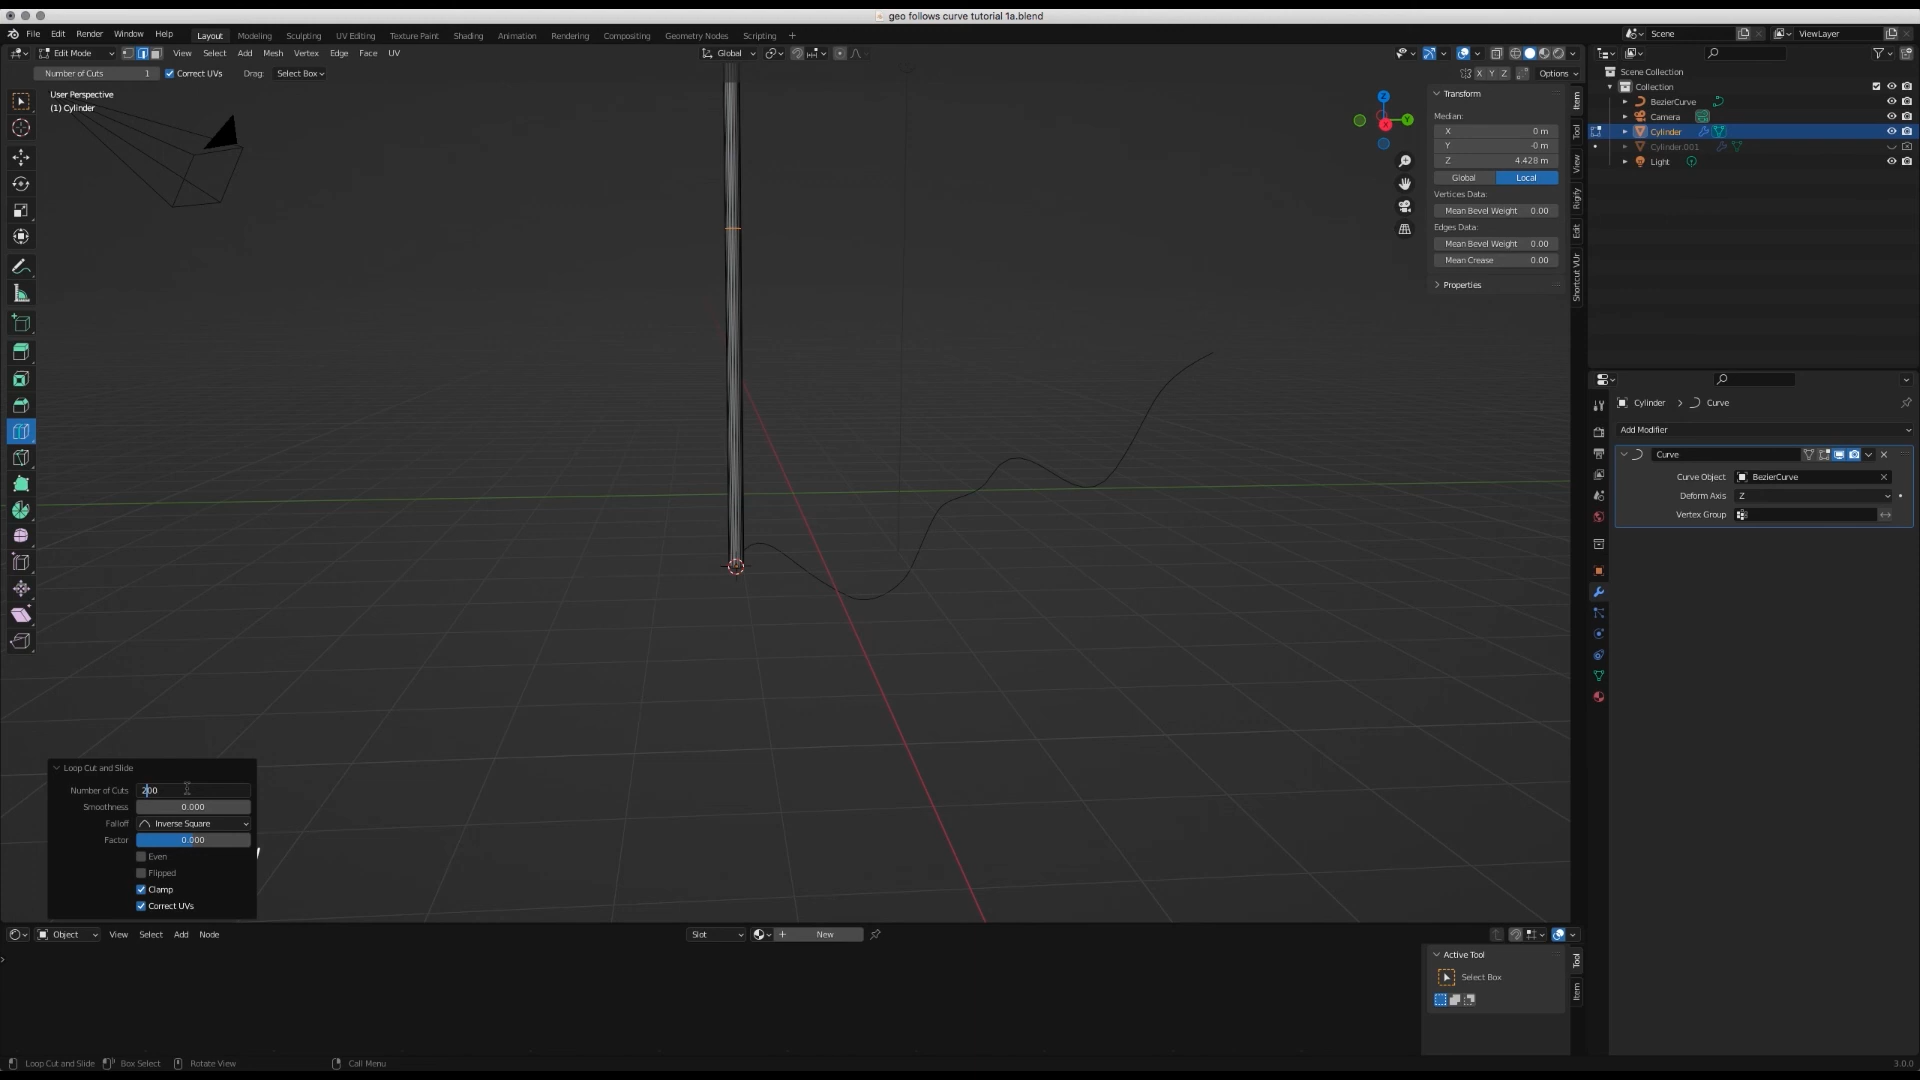 geo follows curve tutorial 1a.blend
File Edit Render Window Help Layout Modeling Sculpting UV Editing Texture Paint Shading Animation Rendering Compositing Geometry Nodes Scripting + Scene ViewLayer
Edit Mode View Select Add Mesh Vertex Edge Face UV Global
Number of Cuts 1 Correct UVs Drag: Select Box X Y Z Options
User Perspective
(1) Cylinder
Z
Y
X
Transform
Median:
X 0 m
Y -0 m
Z 4.428 m
Global Local
Vertices Data:
Mean Bevel Weight 0.00
Edges Data:
Mean Bevel Weight 0.00
Mean Crease 0.00
Properties
Item
Tool
View
Rigify
Edit
Shortcut VUr
Scene Collection
Collection
BezierCurve
Camera
Cylinder
Cylinder.001
Light
Cylinder > Curve
Add Modifier
Curve
Curve Object BezierCurve
Deform Axis Z
Vertex Group
Loop Cut and Slide
Number of Cuts 200
Smoothness 0.000
Falloff Inverse Square
Factor 0.000
Even
Flipped
Clamp
Correct UVs
Object View Select Add Node Slot + New
Active Tool
Select Box
Tool
Item
Loop Cut and Slide Box Select Rotate View Call Menu 3.0.0